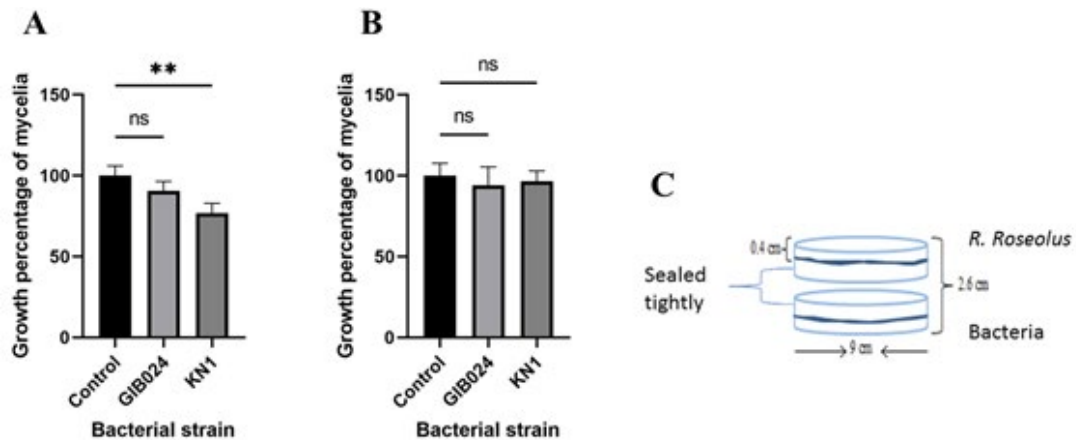 A
Growth percentage of mycelia
150
100
50
0
**
ns
Control
GIB024
KN1
Bacterial strain
B
Growth percentage of mycelia
150
100
50
0
ns
ns
Control
GIB024
KN1
Bacterial strain
C
0.4 cm
R. Roseolus
Sealed
tightly
2.6 cm
Bacteria
9 cm